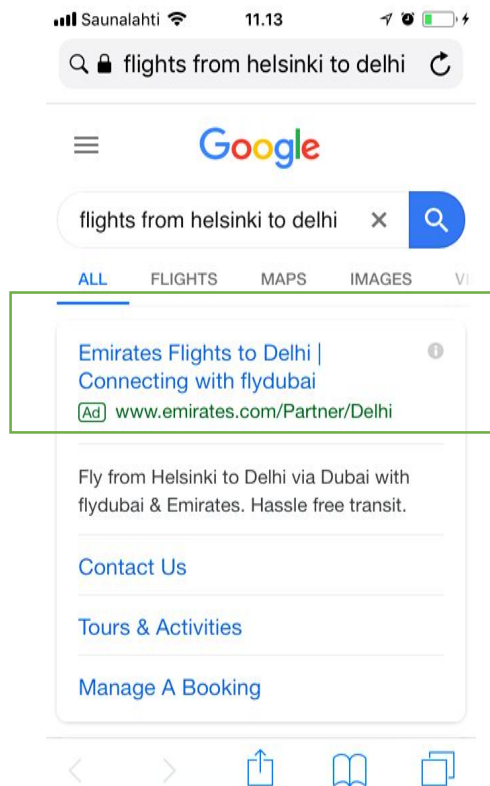 Saunalahti 11.13
flights from helsinki to delhi
Google
flights from helsinki to delhi
ALL FLIGHTS MAPS IMAGES VI
Emirates Flights to Delhi |
Connecting with flydubai
Ad www.emirates.com/Partner/Delhi
Fly from Helsinki to Delhi via Dubai with
flydubai & Emirates. Hassle free transit.
Contact Us
Tours & Activities
Manage A Booking